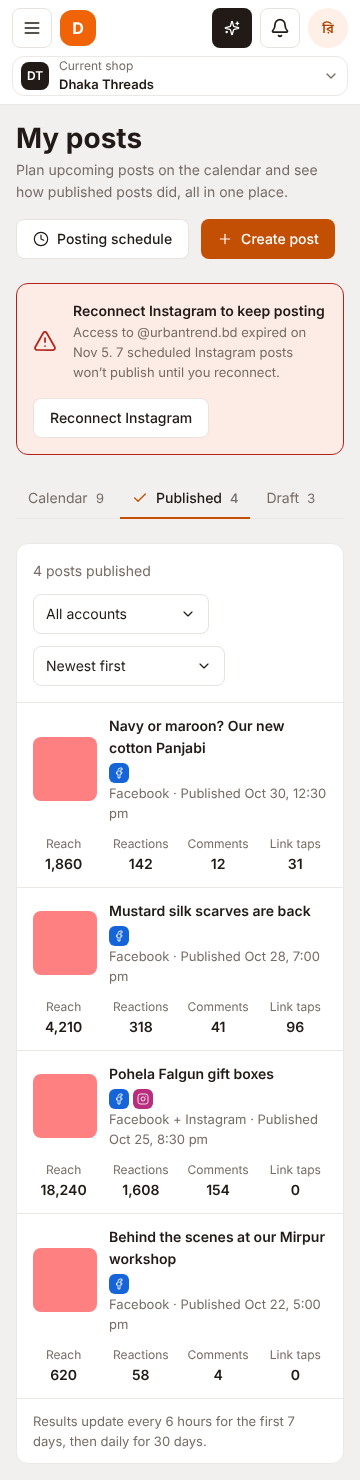 D
রি
DT
Current shop
Dhaka Threads
My posts
Plan upcoming posts on the calendar and see
how published posts did, all in one place.
Posting schedule
Create post
Reconnect Instagram to keep posting
Access to @urbantrend.bd expired on
Nov 5. 7 scheduled Instagram posts
won't publish until you reconnect.
Reconnect Instagram
Calendar 9
Published 4
Draft 3
4 posts published
All accounts
Newest first
Navy or maroon? Our new
cotton Panjabi
Facebook · Published Oct 30, 12:30
pm
Reach Reactions Comments Link taps
1,860 142 12 31
Mustard silk scarves are back
Facebook · Published Oct 28, 7:00
pm
Reach Reactions Comments Link taps
4,210 318 41 96
Pohela Falgun gift boxes
Facebook + Instagram · Published
Oct 25, 8:30 pm
Reach Reactions Comments Link taps
18,240 1,608 154 0
Behind the scenes at our Mirpur
workshop
Facebook · Published Oct 22, 5:00
pm
Reach Reactions Comments Link taps
620 58 4 0
Results update every 6 hours for the first 7
days, then daily for 30 days.